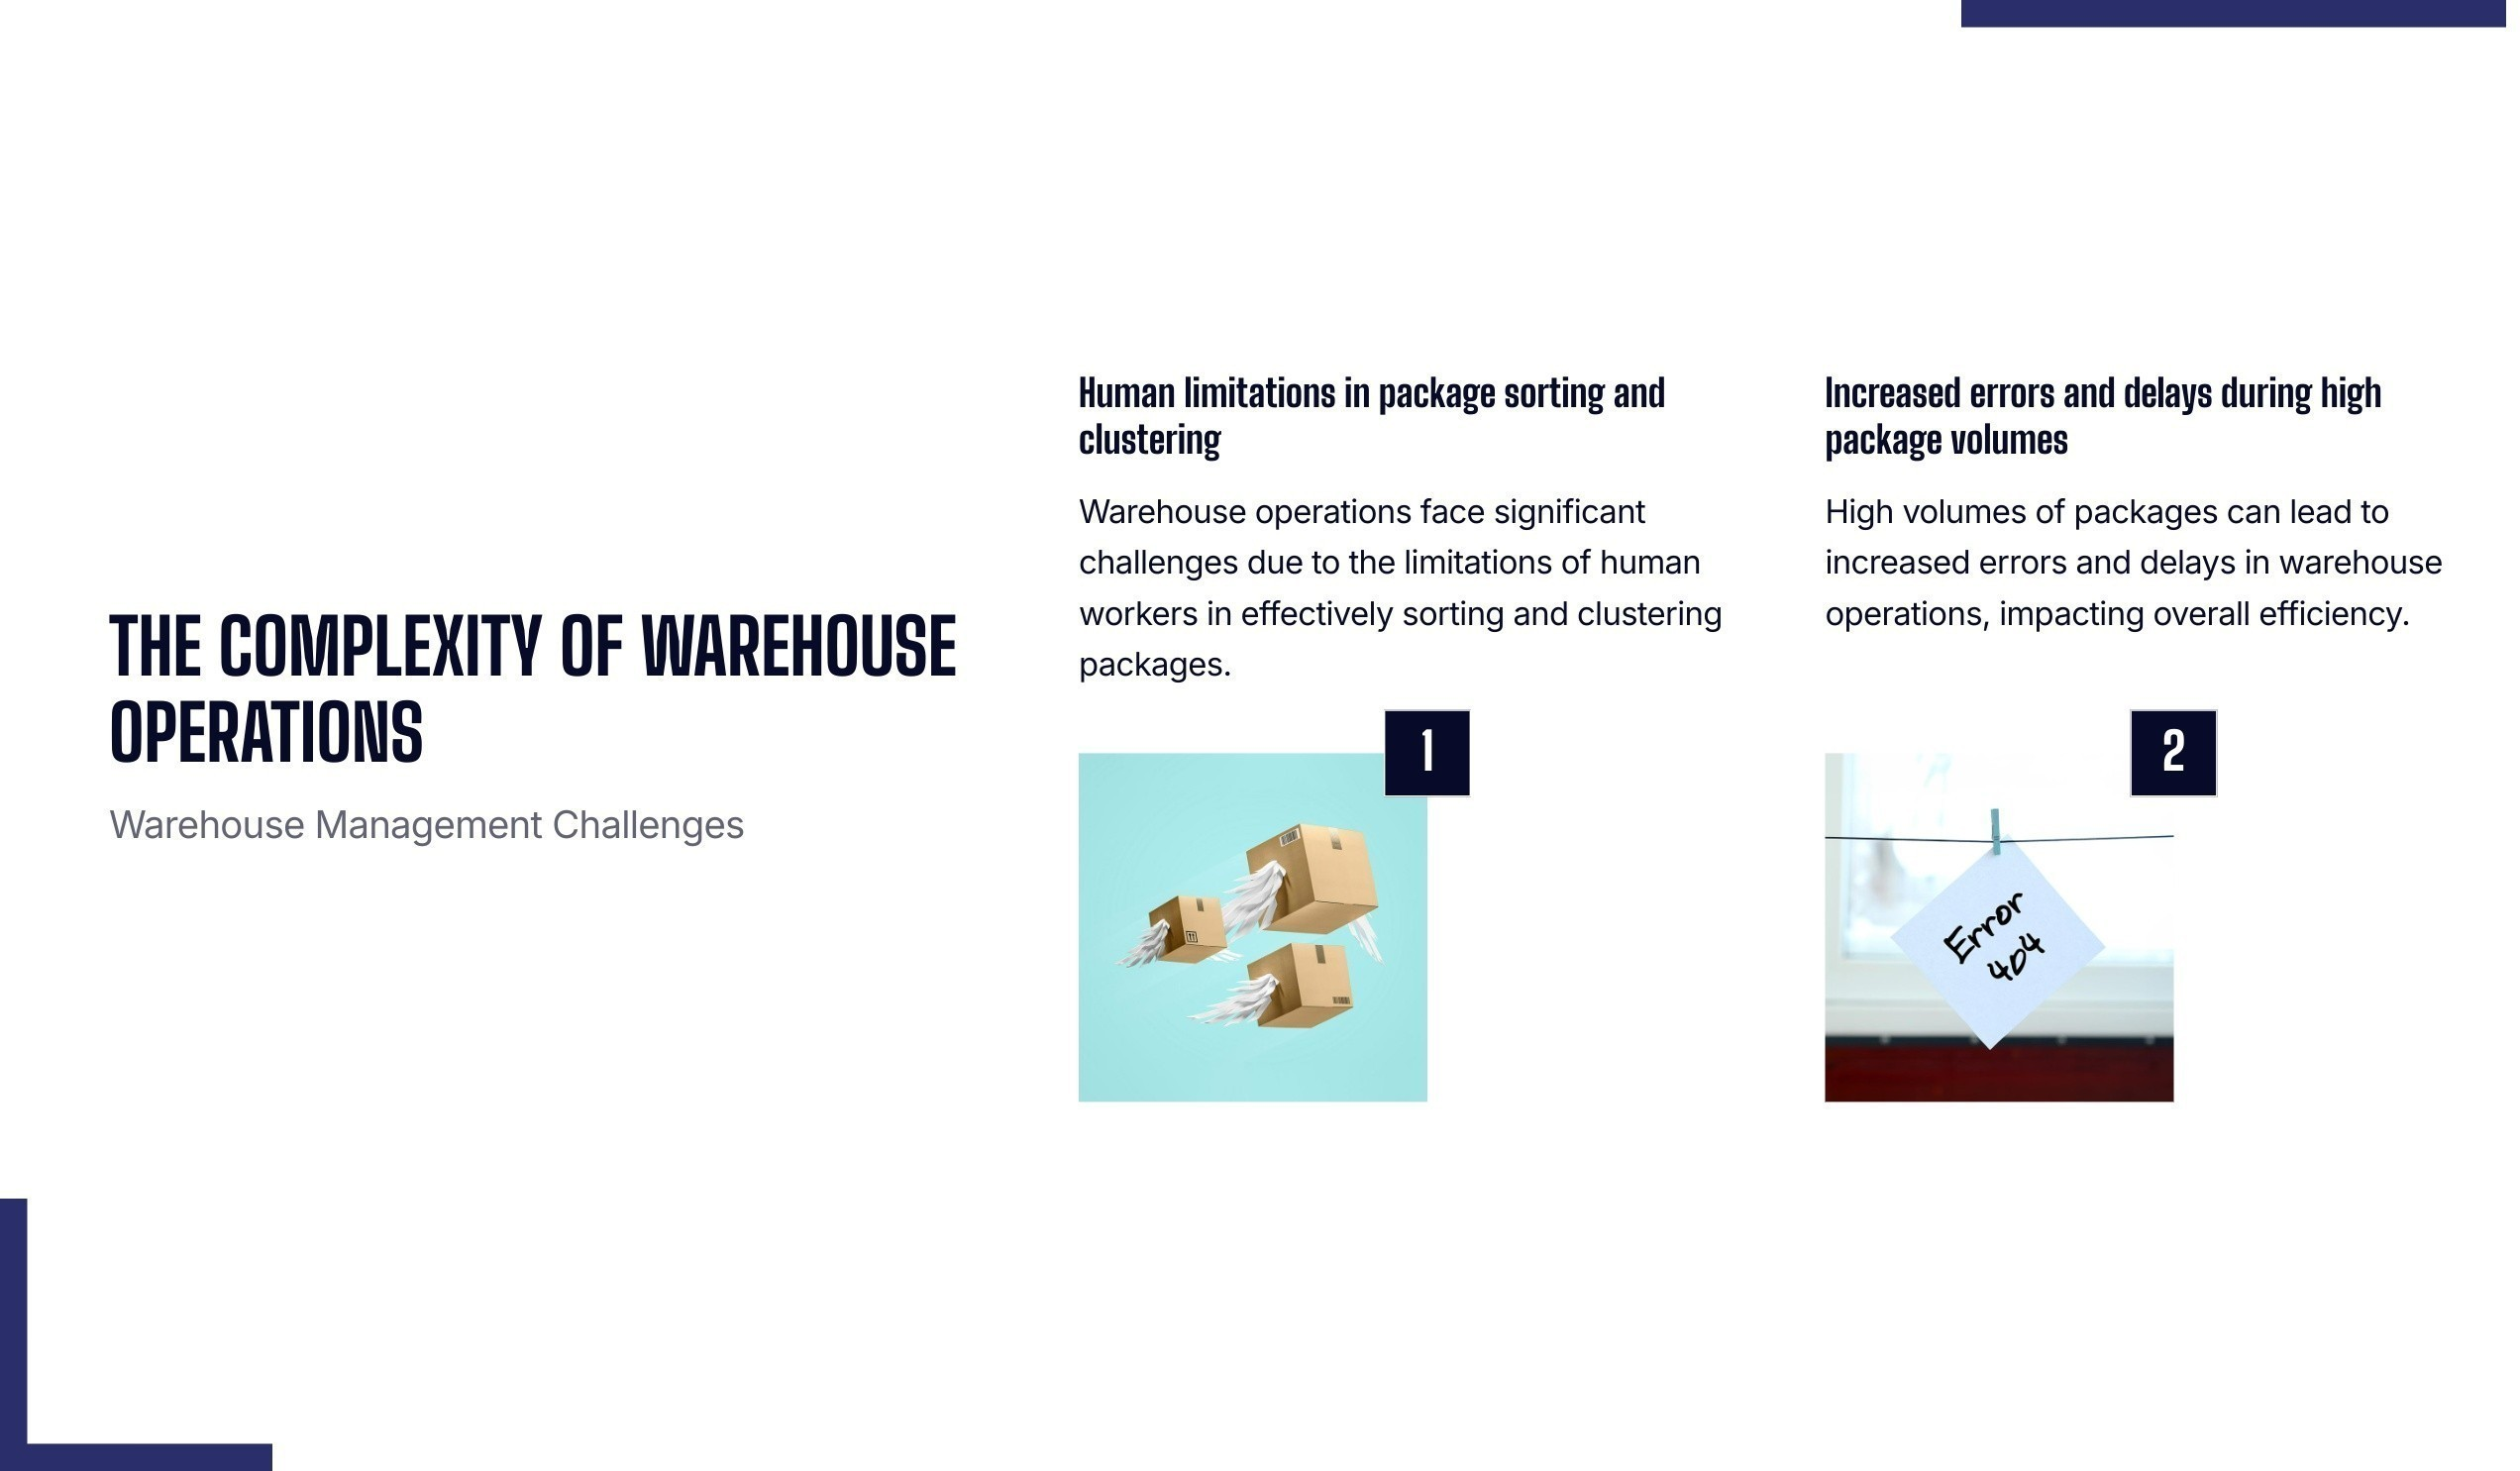 THE COMPLEXITY OF WAREHOUSE
OPERATIONS
Warehouse Management Challenges
Human limitations in package sorting and
clustering
Warehouse operations face significant
challenges due to the limitations of human
workers in effectively sorting and clustering
packages.
1
Increased errors and delays during high
package volumes
High volumes of packages can lead to
increased errors and delays in warehouse
operations, impacting overall efficiency.
2
Error
404